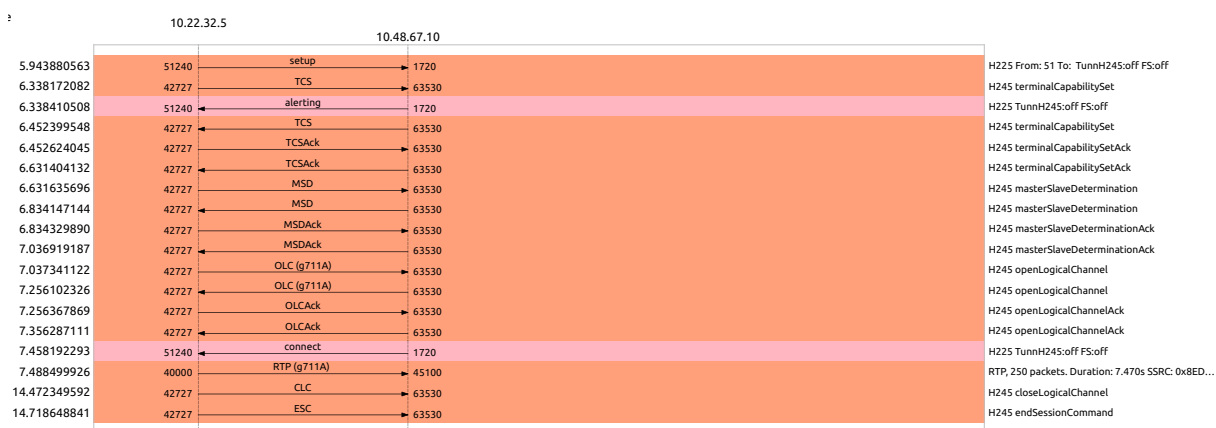 e
10.22.32.5
10.48.67.10
5.943880563 51240 setup 1720 H225 From: 51 To: TunnH245:off FS:off
6.338172082 42727 TCS 63530 H245 terminalCapabilitySet
6.338410508 51240 alerting 1720 H225 TunnH245:off FS:off
6.452399548 42727 TCS 63530 H245 terminalCapabilitySet
6.452624045 42727 TCSAck 63530 H245 terminalCapabilitySetAck
6.631404132 42727 TCSAck 63530 H245 terminalCapabilitySetAck
6.631635696 42727 MSD 63530 H245 masterSlaveDetermination
6.834147144 42727 MSD 63530 H245 masterSlaveDetermination
6.834329890 42727 MSDAck 63530 H245 masterSlaveDeterminationAck
7.036919187 42727 MSDAck 63530 H245 masterSlaveDeterminationAck
7.037341122 42727 OLC (g711A) 63530 H245 openLogicalChannel
7.256102326 42727 OLC (g711A) 63530 H245 openLogicalChannel
7.256367869 42727 OLCAck 63530 H245 openLogicalChannelAck
7.356287111 42727 OLCAck 63530 H245 openLogicalChannelAck
7.458192293 51240 connect 1720 H225 TunnH245:off FS:off
7.488499926 40000 RTP (g711A) 45100 RTP, 250 packets. Duration: 7.470s SSRC: 0x8ED...
14.472349592 42727 CLC 63530 H245 closeLogicalChannel
14.718648841 42727 ESC 63530 H245 endSessionCommand